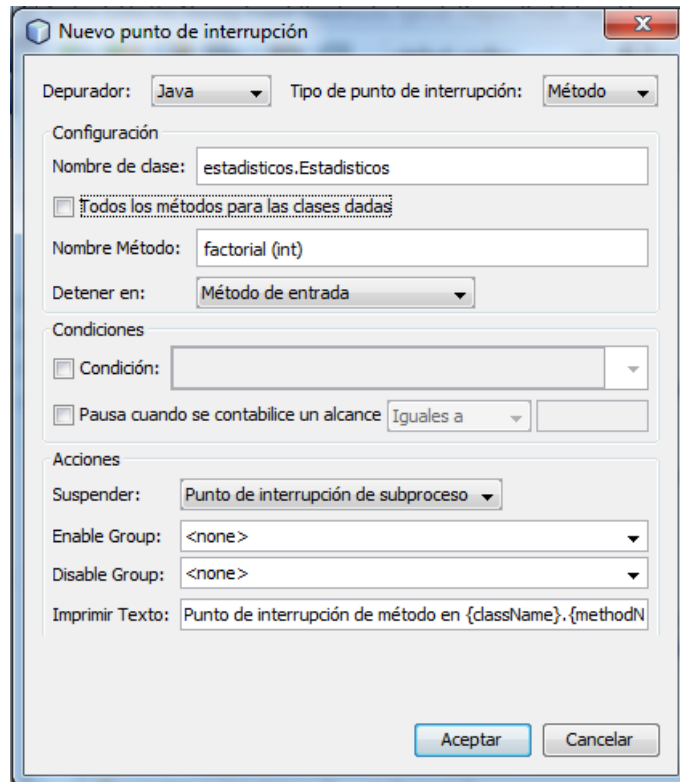 Nuevo punto de interrupción
Depurador: Java Tipo de punto de interrupción: Método
Configuración
Nombre de clase: estadisticos.Estadisticos
Todos los métodos para las clases dadas
Nombre Método: factorial (int)
Detener en: Método de entrada
Condiciones
Condición:
Pausa cuando se contabilice un alcance Iguales a
Acciones
Suspender: Punto de interrupción de subproceso
Enable Group: <none>
Disable Group: <none>
Imprimir Texto: Punto de interrupción de método en {className}.{methodN
Aceptar Cancelar